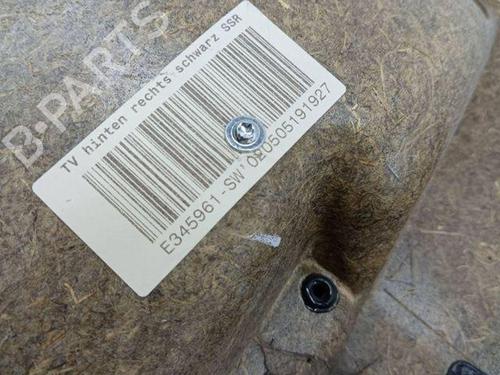 TV hinten rechts schwarz SSR
E345961-SW'020505191927
B-PARTS